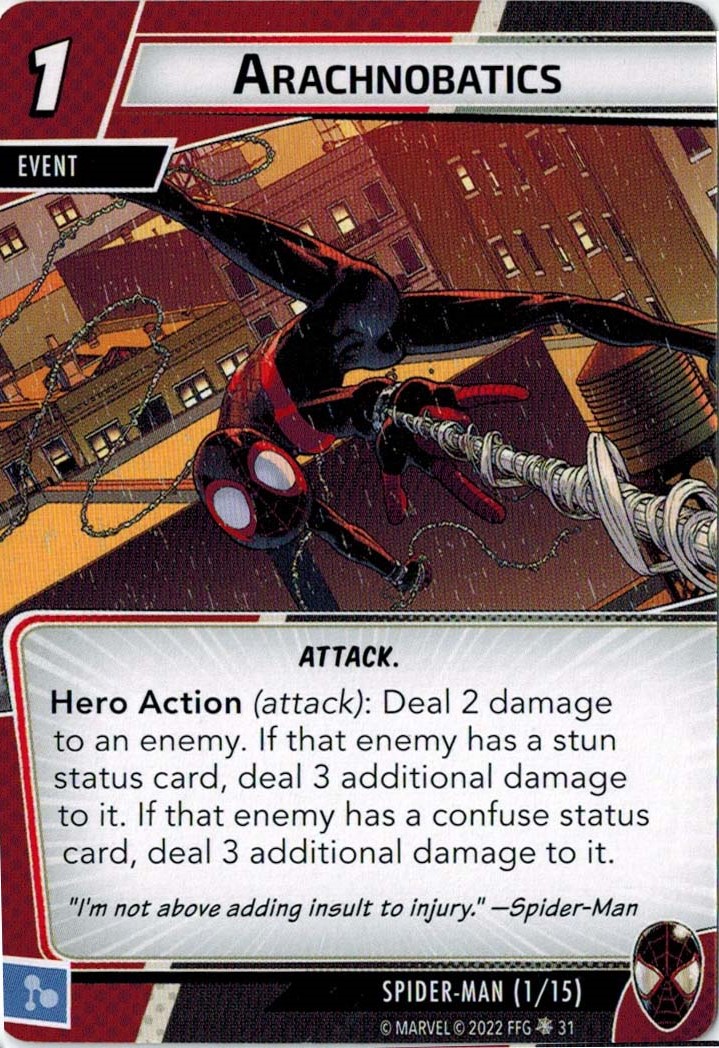 1
ARACHNOBATICS
EVENT
ATTACK.
Hero Action (attack): Deal 2 damage
to an enemy. If that enemy has a stun
status card, deal 3 additional damage
to it. If that enemy has a confuse status
card, deal 3 additional damage to it.
"I'm not above adding insult to injury." —Spider-Man
SPIDER-MAN (1/15)
© MARVEL © 2022 FFG 31